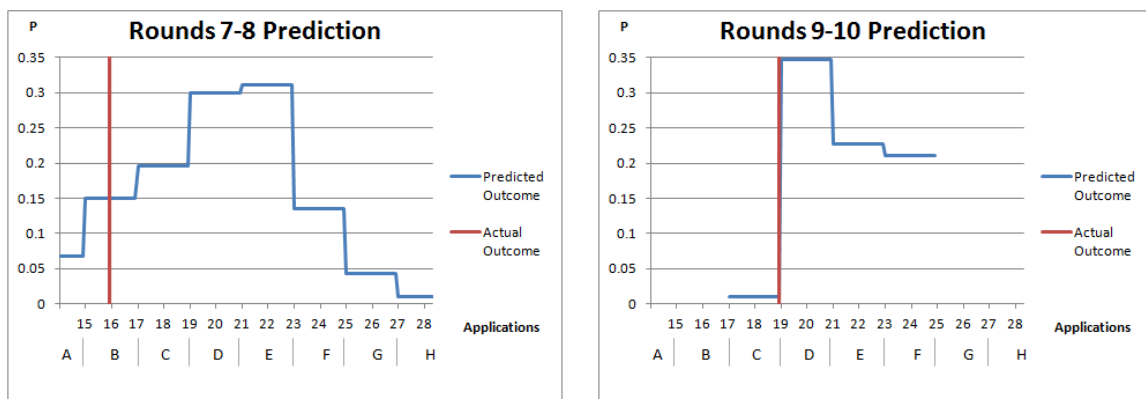 P
Rounds 7-8 Prediction
0.35
0.3
0.25
0.2
0.15
0.1
0.05
0
15 16 17 18 19 20 21 22 23 24 25 26 27 28
Applications
A B C D E F G H
Predicted Outcome
Actual Outcome
P
Rounds 9-10 Prediction
0.35
0.3
0.25
0.2
0.15
0.1
0.05
0
15 16 17 18 19 20 21 22 23 24 25 26 27 28
Applications
A B C D E F G H
Predicted Outcome
Actual Outcome